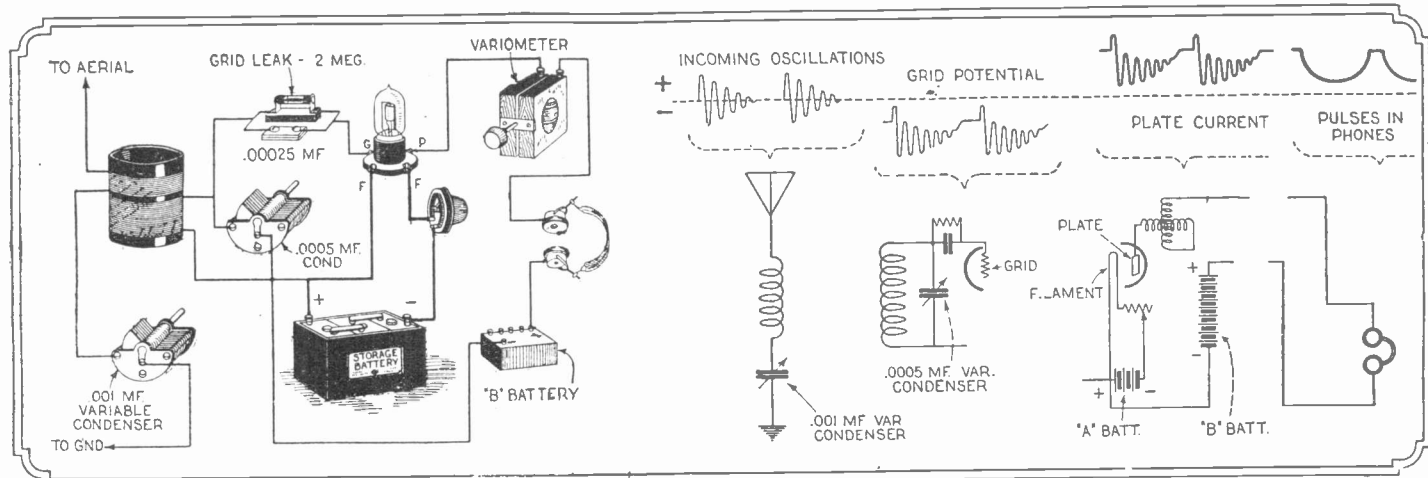 TO AERIAL
GRID LEAK - 2 MEG.
.00025 MF
VARIOMETER
G
P
F
F
.0005 MF.
COND
+
-
STORAGE
BATTERY
"B" BATTERY
.001 MF.
VARIABLE
CONDENSER
TO GND
INCOMING OSCILLATIONS
+
-
GRID POTENTIAL
PLATE CURRENT
PULSES IN
PHONES
.001 MF VAR
CONDENSER
GRID
.0005 MF. VAR.
CONDENSER
PLATE
F.LAMENT
+
-
+
-
"A" BATT.
"B" BATT.